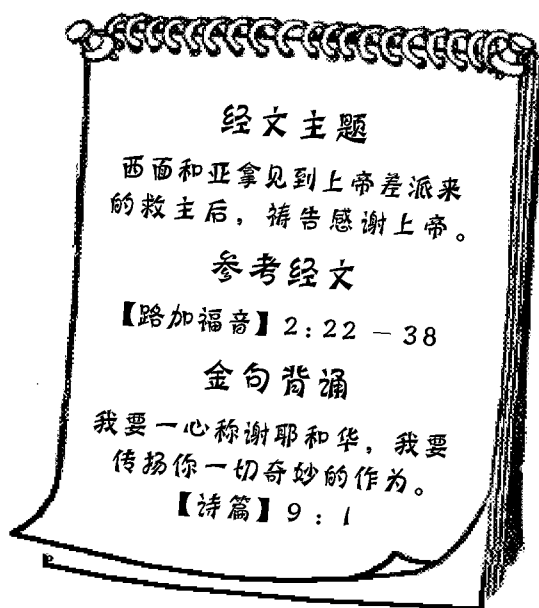 经文主题
西面和亚拿见到上帝差派来
的救主后，祷告感谢上帝。
参考经文
【路加福音】2：22－38
金句背诵
我要一心称谢耶和华，我要
传扬你一切奇妙的作为。
【诗篇】9：1